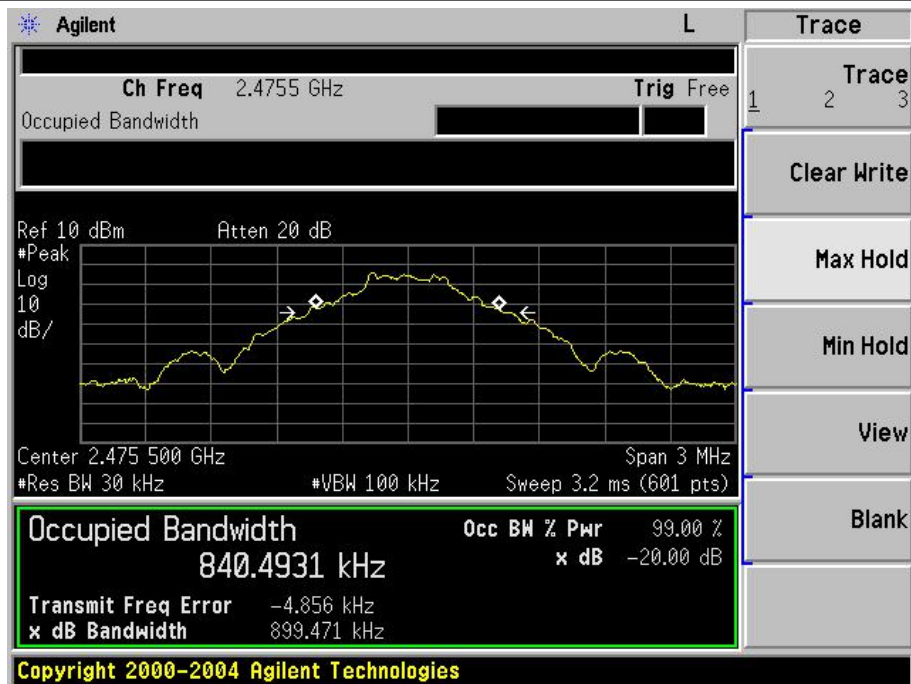 Agilent L Trace
Ch Freq 2.4755 GHz Trig Free
Occupied Bandwidth
Ref 10 dBm Atten 20 dB
#Peak
Log
10
dB/
Center 2.475 500 GHz Span 3 MHz
#Res BW 30 kHz #VBW 100 kHz Sweep 3.2 ms (601 pts)
Occupied Bandwidth
840.4931 kHz
Occ BW % Pwr 99.00 %
x dB -20.00 dB
Transmit Freq Error -4.856 kHz
x dB Bandwidth 899.471 kHz
Copyright 2000-2004 Agilent Technologies
Trace
1 2 3
Clear Write
Max Hold
Min Hold
View
Blank